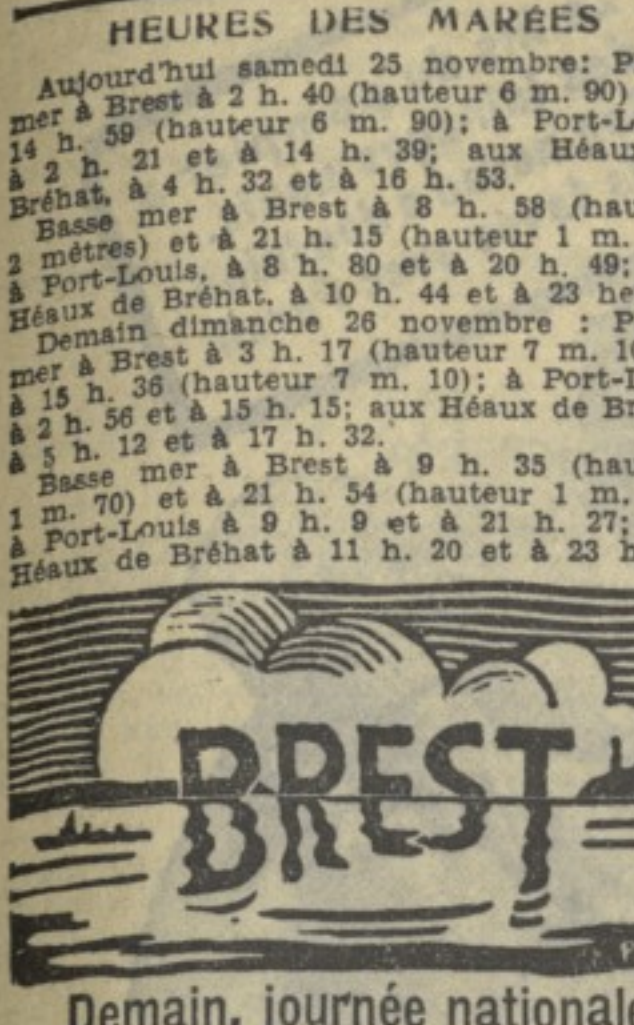 HEURES DES MARÉES
Aujourd'hui samedi 25 novembre: P
mer à Brest à 2 h. 40 (hauteur 6 m. 90)
14 h. 59 (hauteur 6 m. 90); à Port-L
à 2 h. 21 et à 14 h. 39; aux Héaux
Bréhat, à 4 h. 32 et à 16 h. 53.
Basse mer à Brest à 8 h. 58 (hau
2 mètres) et à 21 h. 15 (hauteur 1 m.
à Port-Louis, à 8 h. 80 et à 20 h. 49;
Héaux de Bréhat. à 10 h. 44 et à 23 he
Demain dimanche 26 novembre : P
mer à Brest à 3 h. 17 (hauteur 7 m. 10
à 15 h. 36 (hauteur 7 m. 10); à Port-L
à 2 h. 56 et à 15 h. 15; aux Héaux de Br
à 5 h. 12 et à 17 h. 32.
Basse mer à Brest à 9 h. 35 (hau
1 m. 70) et à 21 h. 54 (hauteur 1 m.
à Port-Louis à 9 h. 9 et à 21 h. 27;
Héaux de Bréhat à 11 h. 20 et à 23 h
BREST
P
Demain, journée nationale